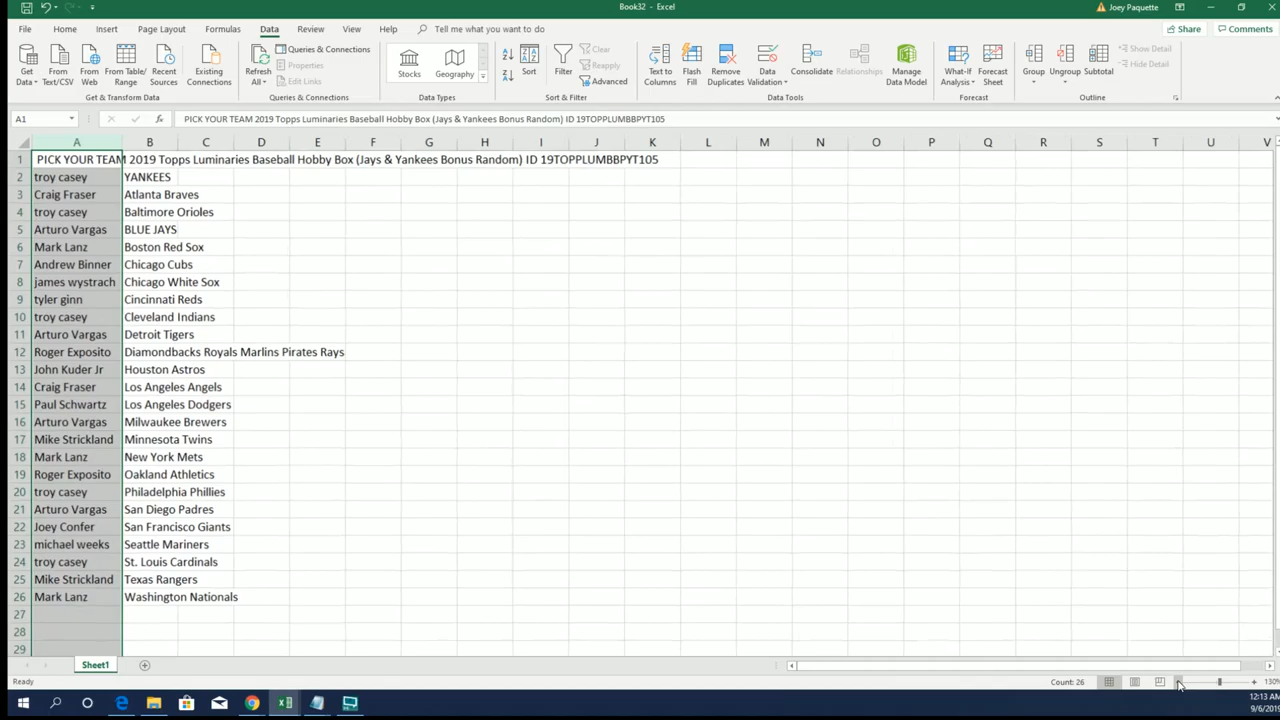 Book32 - Excel
Joey Paquette
File Home Insert Page Layout Formulas Data Review View Help Tell me what you want to do Share Comments
Get Data From Text/CSV From Web From Table/Range Recent Sources Existing Connections
Refresh All Queries & Connections Properties Edit Links
Stocks Geography
Sort Filter Clear Reapply Advanced
Text to Columns Flash Fill Remove Duplicates Data Validation Consolidate Relationships Manage Data Model
What-If Analysis Forecast Sheet Group Ungroup Subtotal Show Detail Hide Detail
Get & Transform Data Queries & Connections Data Types Sort & Filter Data Tools Forecast Outline
A1 PICK YOUR TEAM 2019 Topps Luminaries Baseball Hobby Box (Jays & Yankees Bonus Random) ID 19TOPPLUMBBPYT105
A B C D E F G H I J K L M N O P Q R S T U V
1 PICK YOUR TEAM 2019 Topps Luminaries Baseball Hobby Box (Jays & Yankees Bonus Random) ID 19TOPPLUMBBPYT105
2 troy casey YANKEES
3 Craig Fraser Atlanta Braves
4 troy casey Baltimore Orioles
5 Arturo Vargas BLUE JAYS
6 Mark Lanz Boston Red Sox
7 Andrew Binner Chicago Cubs
8 james wystrach Chicago White Sox
9 tyler ginn Cincinnati Reds
10 troy casey Cleveland Indians
11 Arturo Vargas Detroit Tigers
12 Roger Exposito Diamondbacks Royals Marlins Pirates Rays
13 John Kuder Jr Houston Astros
14 Craig Fraser Los Angeles Angels
15 Paul Schwartz Los Angeles Dodgers
16 Arturo Vargas Milwaukee Brewers
17 Mike Strickland Minnesota Twins
18 Mark Lanz New York Mets
19 Roger Exposito Oakland Athletics
20 troy casey Philadelphia Phillies
21 Arturo Vargas San Diego Padres
22 Joey Confer San Francisco Giants
23 michael weeks Seattle Mariners
24 troy casey St. Louis Cardinals
25 Mike Strickland Texas Rangers
26 Mark Lanz Washington Nationals
27
28
29
Sheet1
Ready Count: 26 130%
12:13 AM
9/6/2019